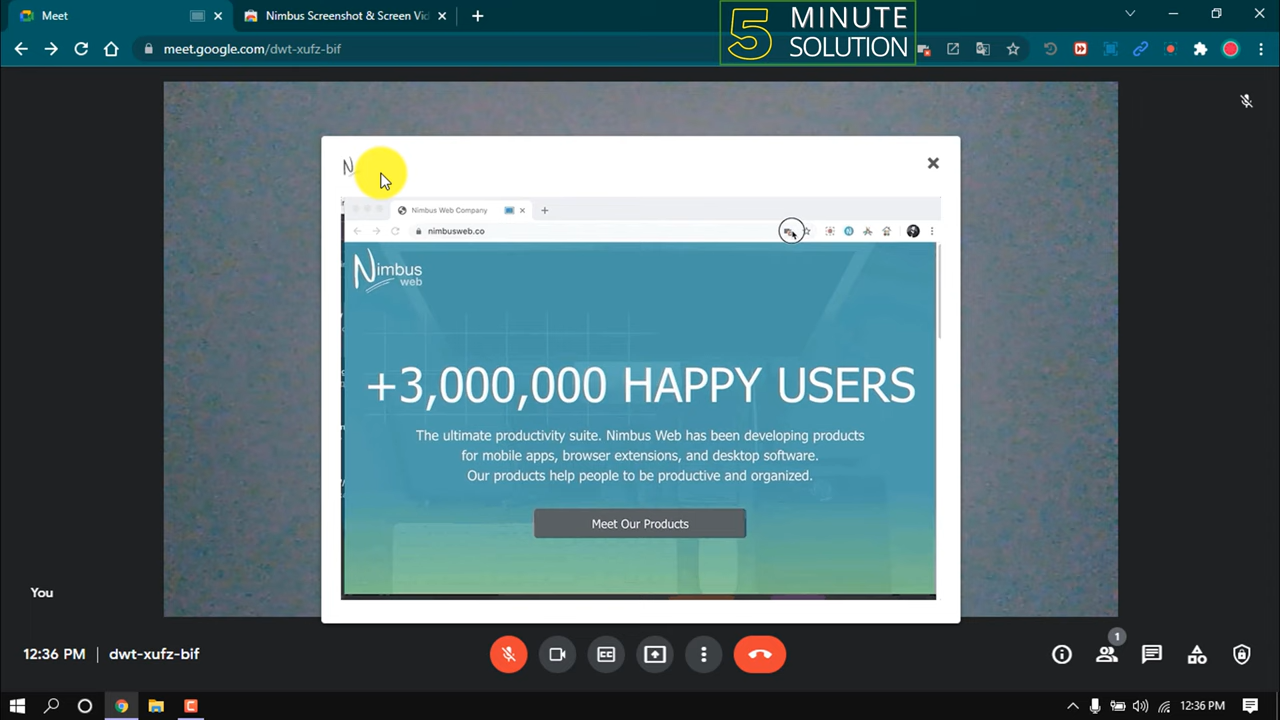 Meet
Nimbus Screenshot & Screen Vid
5 MINUTE
SOLUTION
meet.google.com/dwt-xufz-bif
N
Nimbus Web Company
nimbusweb.co
Nimbus
web
+3,000,000 HAPPY USERS
The ultimate productivity suite. Nimbus Web has been developing products
for mobile apps, browser extensions, and desktop software.
Our products help people to be productive and organized.
Meet Our Products
You
12:36 PM | dwt-xufz-bif
CC
1
12:36 PM